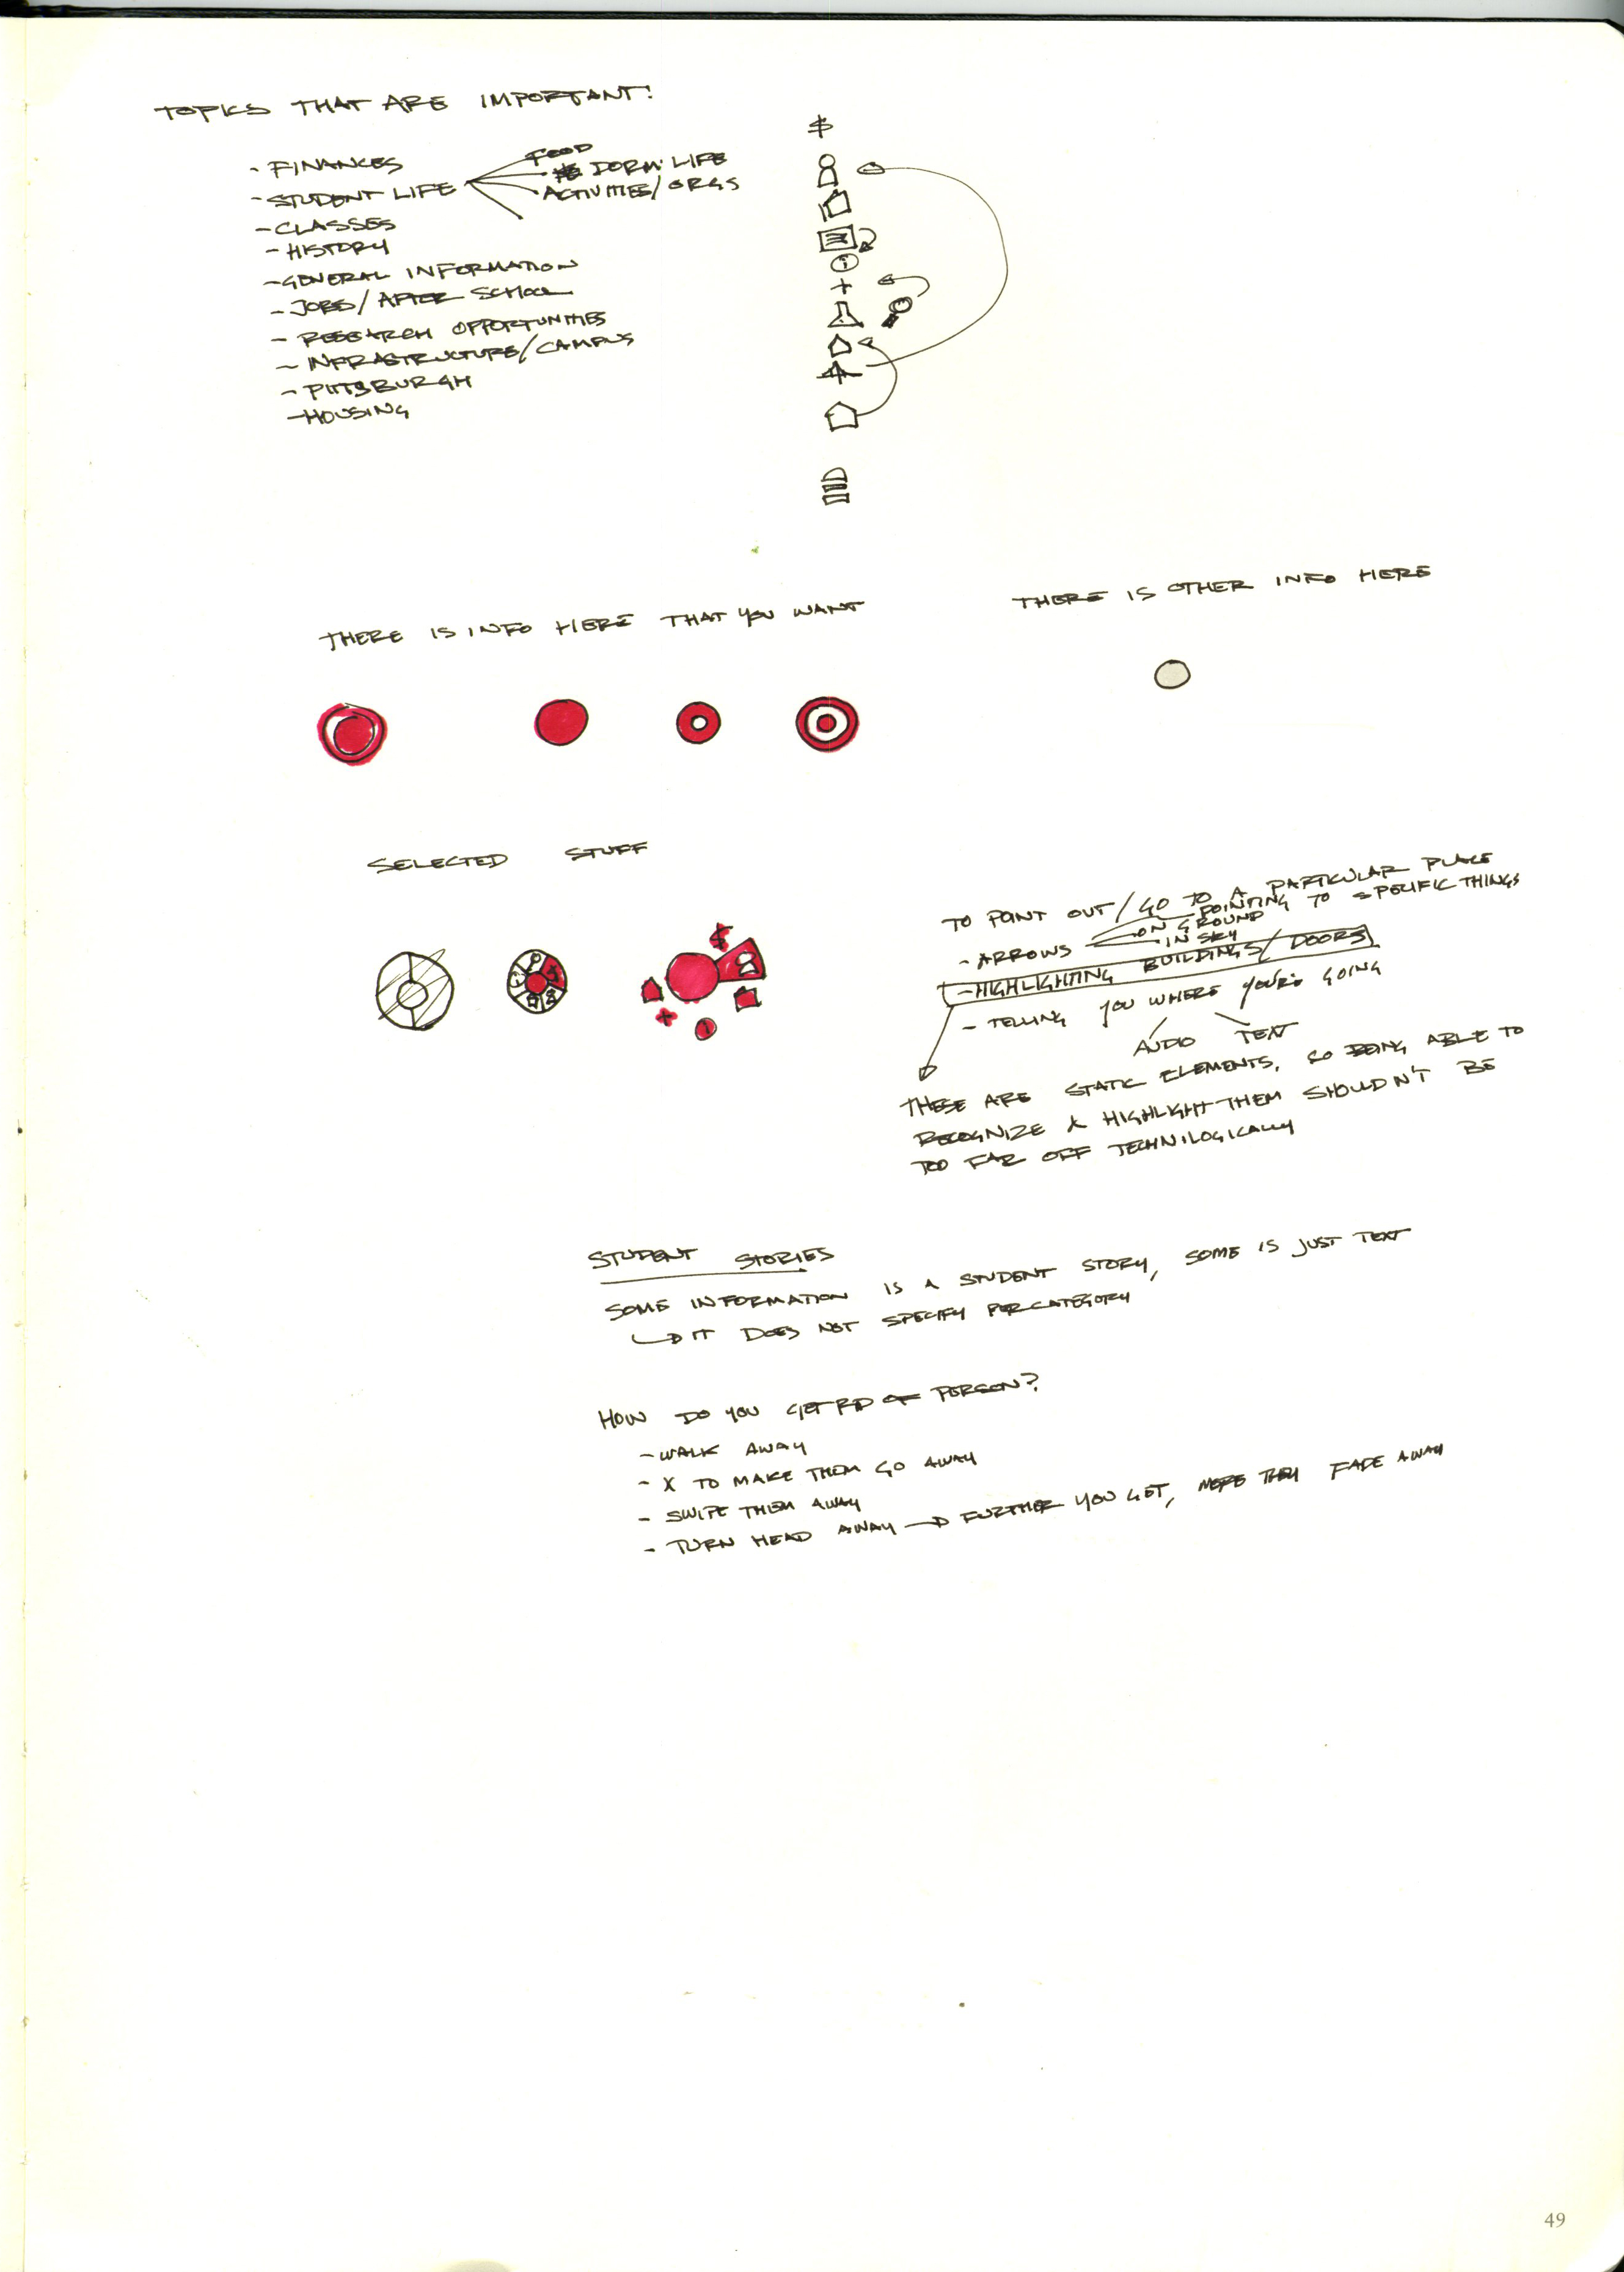 TOPICS THAT ARE IMPORTANT!
- FINANCES
- STUDENT LIFE
FOOD
DORM LIFE
ACTIVITIES/ORGS
- CLASSES
- HISTORY
- GENERAL INFORMATION
- JOBS/AFTER SCHOOL
- RESEARCH OPPORTUNITIES
- INFRASTRUCTURE/CAMPUS
- PITTSBURGH
- HOUSING
$
i
+
THERE IS INFO HERE THAT YOU WANT
THERE IS OTHER INFO HERE
SELECTED STUFF
$
+
TO POINT OUT/GO TO A PARTICULAR PLACE
- ARROWS
POINTING TO SPECIFIC THINGS
ON GROUND
IN SKY
- HIGHLIGHTING BUILDINGS/DOORS
- TELLING YOU WHERE YOU'RE GOING
AUDIO TEXT
THESE ARE STATIC ELEMENTS, SO BEING ABLE TO
RECOGNIZE & HIGHLIGHT THEM SHOULDN'T BE
TOO FAR OFF TECHNILOGICALLY
STUDENT STORIES
SOME INFORMATION IS A STUDENT STORY, SOME IS JUST TEXT
IT DOES NOT SPECIFY PER CATEGORY
HOW DO YOU GET RID OF PERSON?
- WALK AWAY
- X TO MAKE THEM GO AWAY
- SWIPE THEM AWAY
- TURN HEAD AWAY → FURTHER YOU GET, MORE THEY FADE AWAY
49